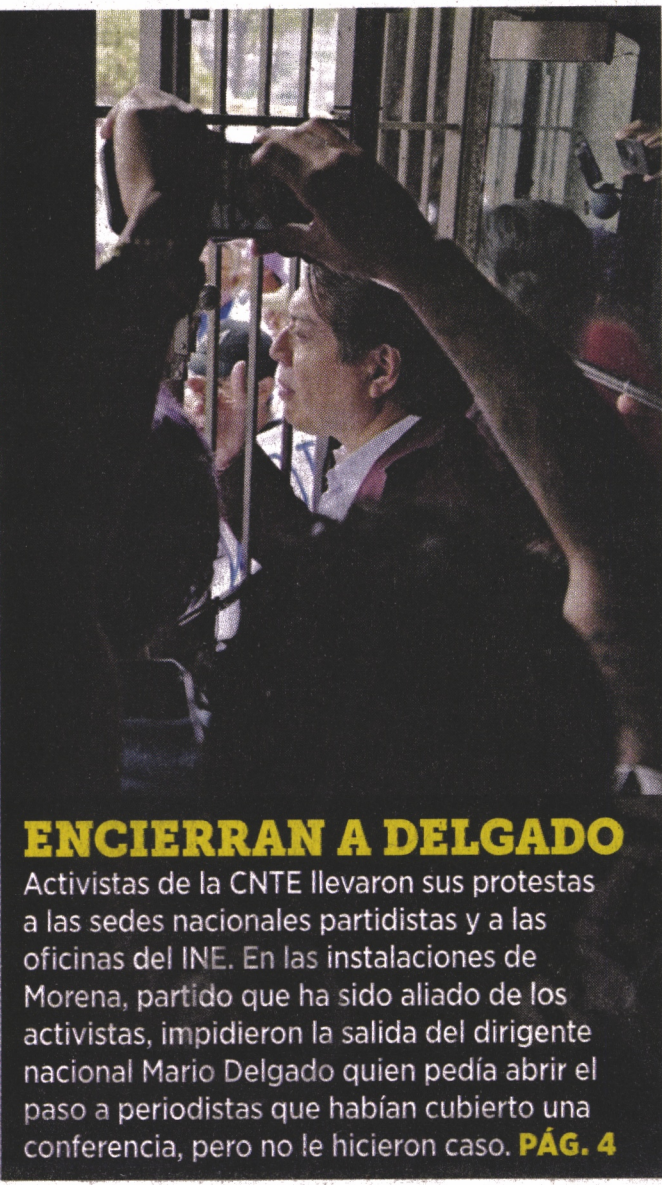 ENCIERRAN A DELGADO
Activistas de la CNTE llevaron sus protestas
a las sedes nacionales partidistas y a las
oficinas del INE. En las instalaciones de
Morena, partido que ha sido aliado de los
activistas, impidieron la salida del dirigente
nacional Mario Delgado quien pedía abrir el
paso a periodistas que habían cubierto una
conferencia, pero no le hicieron caso. PÁG. 4